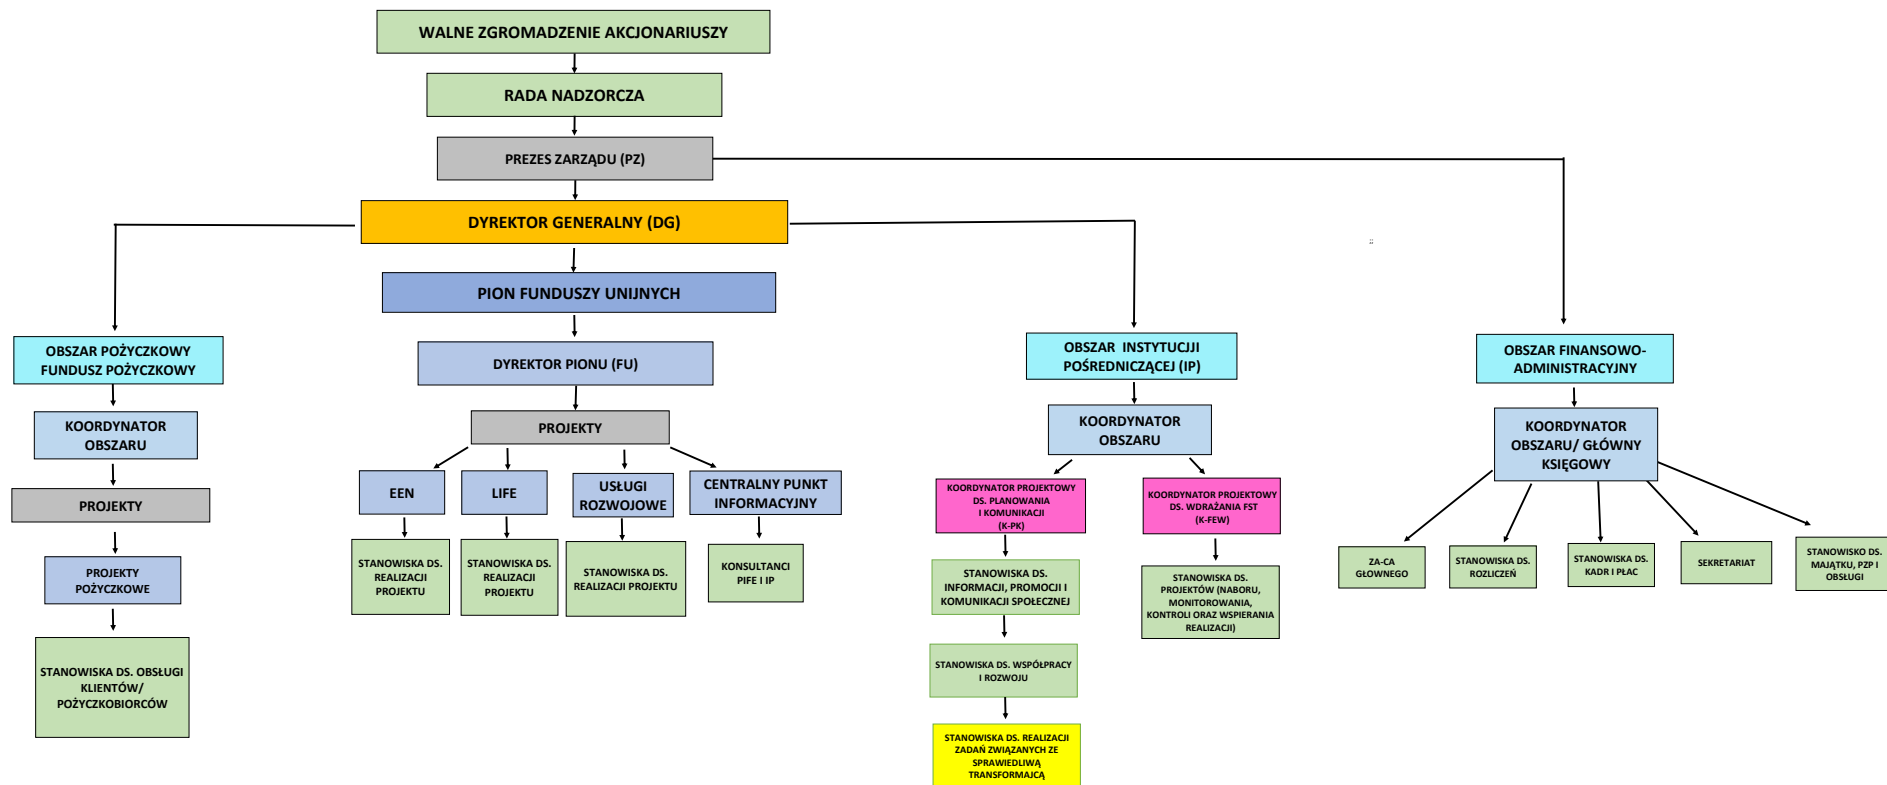 WALNE ZGROMADZENIE AKCJONARIUSZY
RADA NADZORCZA
PREZES ZARZĄDU (PZ)
DYREKTOR GENERALNY (DG)
::
PION FUNDUSZY UNIJNYCH
OBSZAR POŻYCZKOWY
FUNDUSZ POŻYCZKOWY
DYREKTOR PIONU (FU)
OBSZAR INSTYTUCJJI
POŚREDNICZĄCEJ (IP)
OBSZAR FINANSOWO-
ADMINISTRACYJNY
KOORDYNATOR
OBSZARU
PROJEKTY
KOORDYNATOR
OBSZARU
KOORDYNATOR
OBSZARU/ GŁÓWNY
KSIĘGOWY
PROJEKTY
EEN
LIFE
USŁUGI
ROZWOJOWE
CENTRALNY PUNKT
INFORMACYJNY
KOORDYNATOR PROJEKTOWY
DS. PLANOWANIA
I KOMUNIKACJI
(K-PK)
KOORDYNATOR PROJEKTOWY
DS. WDRAŻANIA FST
(K-FEW)
PROJEKTY
POŻYCZKOWE
STANOWISKA DS.
REALIZACJI
PROJEKTU
STANOWISKA DS.
REALIZACJI
PROJEKTU
STANOWISKA DS.
REALIZACJI PROJEKTU
KONSULTANCI
PIFE I IP
STANOWISKA DS.
INFORMACJI, PROMOCJI I
KOMUNIKACJI SPOŁECZNEJ
STANOWISKA DS.
PROJEKTÓW (NABORU,
MONITOROWANIA,
KONTROLI ORAZ WSPIERANIA
REALIZACJI)
ZA-CA
GŁOWNEGO
STANOWISKA DS.
ROZLICZEŃ
STANOWISKA DS.
KADR I PŁAC
SEKRETARIAT
STANOWISKO DS.
MAJĄTKU, PZP I
OBSŁUGI
STANOWISKA DS. OBSŁUGI
KLIENTÓW/
POŻYCZKOBIORCÓW
STANOWISKA DS. WSPÓŁPRACY
I ROZWOJU
STANOWISKA DS. REALIZACJI
ZADAŃ ZWIĄZANYCH ZE
SPRAWIEDLIWĄ
TRANSFORMAJCĄ